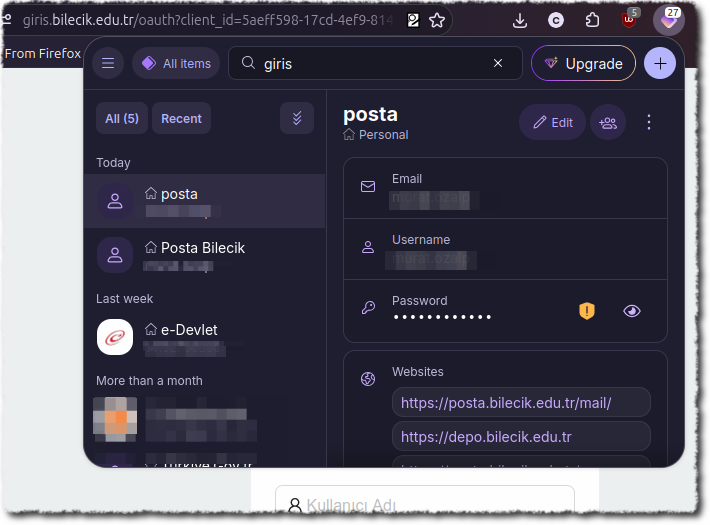 giris.bilecik.edu.tr/oauth?client_id=5aeff598-17cd-4ef9-814
5
27
From Firefox
All items
giris
Upgrade
All (5)
Recent
posta
Personal
Edit
Today
posta
Posta Bilecik
Last week
e-Devlet
More than a month
Email
Username
Password
Websites
https://posta.bilecik.edu.tr/mail/
https://depo.bilecik.edu.tr
Kullanıcı Adı